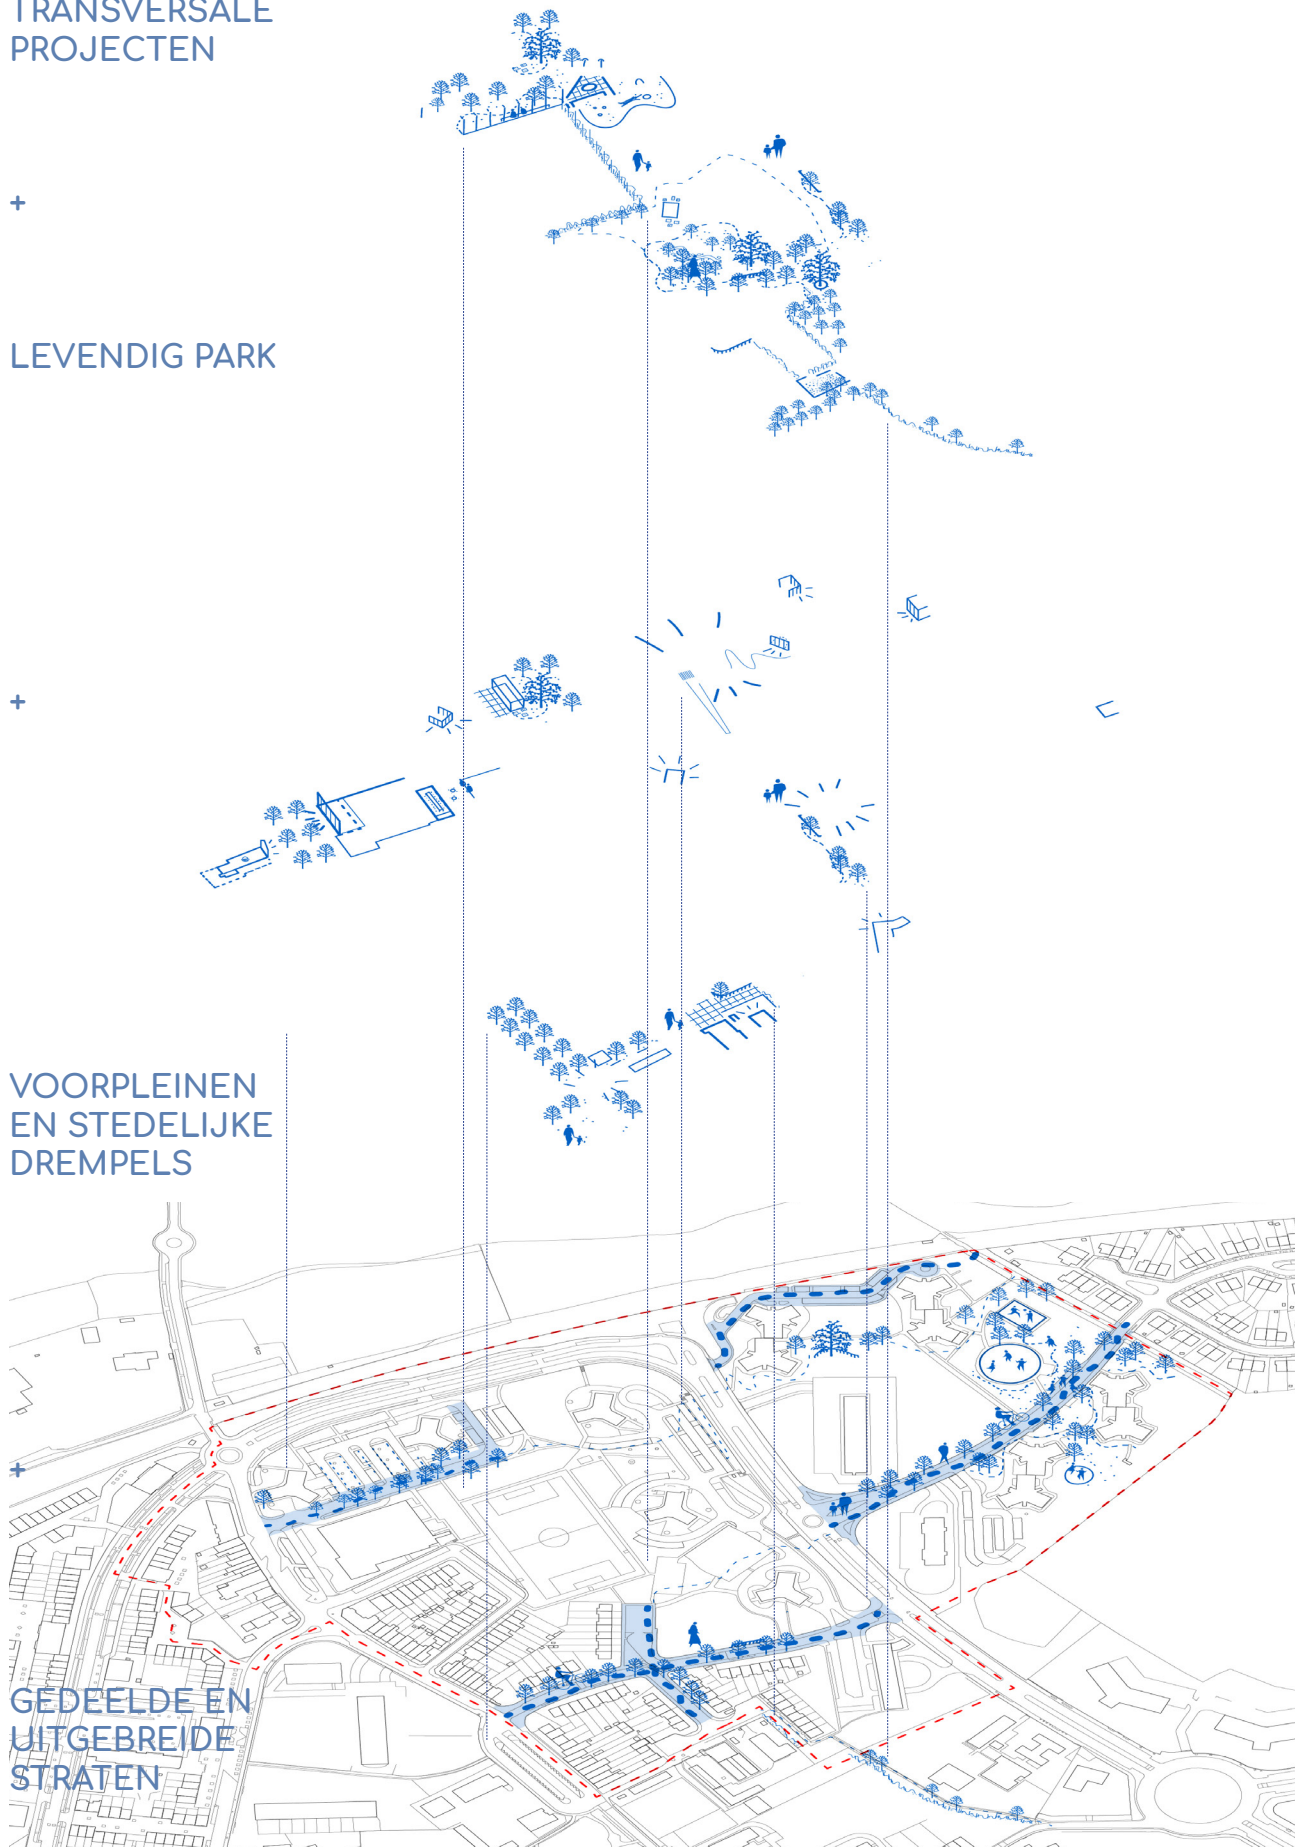 TRANSVERSALE
PROJECTEN
+
LEVENDIG PARK
+
VOORPLEINEN
EN STEDELIJKE
DREMPELS
+
GEDEELDE EN
UITGEBREIDE
STRATEN